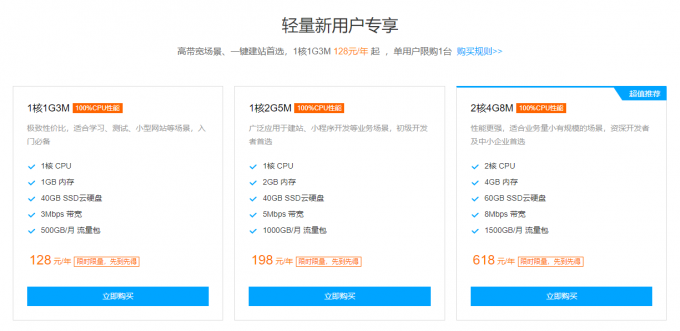 轻量新用户专享
高带宽场景、一键建站首选，1核1G3M 128元/年 起 ，单用户限购1台 购买规则>>
1核1G3M 100%CPU性能
极致性价比，适合学习、测试、小型网站等场景，入
门必备
1核 CPU
1GB 内存
40GB SSD云硬盘
3Mbps 带宽
500GB/月 流量包
128 元/年 限时限量，先到先得
立即购买
1核2G5M 100%CPU性能
广泛应用于建站、小程序开发等业务场景，初级开发
者首选
1核 CPU
2GB 内存
40GB SSD云硬盘
5Mbps 带宽
1000GB/月 流量包
198 元/年 限时限量，先到先得
立即购买
超值推荐
2核4G8M 100%CPU性能
性能更强，适合业务量小有规模的场景，资深开发者
及中小企业首选
2核 CPU
4GB 内存
60GB SSD云硬盘
8Mbps 带宽
1500GB/月 流量包
618 元/年 限时限量，先到先得
立即购买